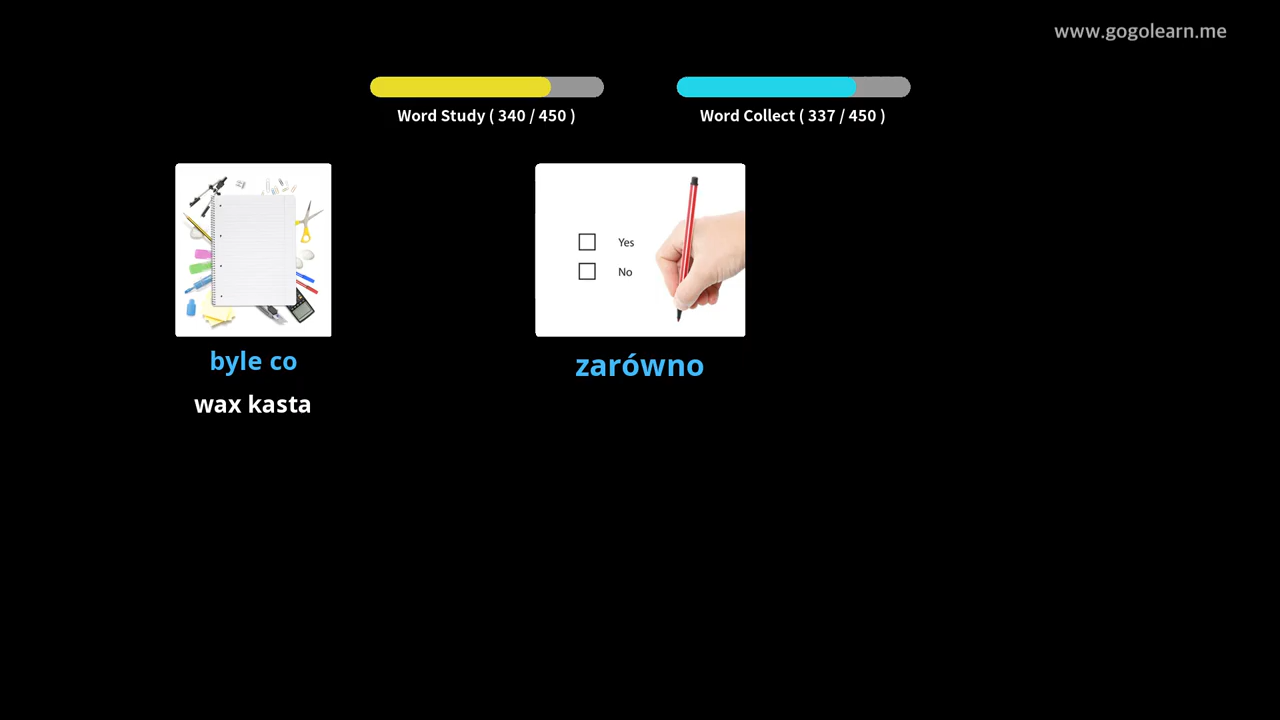 www.gogolearn.me
Word Study ( 340 / 450 )
Word Collect ( 337 / 450 )
Yes
No
byle co
wax kasta
zarówno